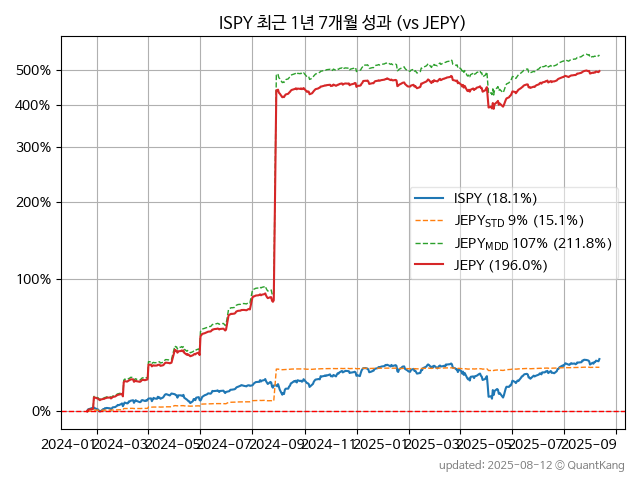 ISPY 최근 1년 7개월 성과 (vs JEPY)
500%
400%
300%
200%
100%
0%
ISPY (18.1%)
JEPY_STD 9% (15.1%)
JEPY_MDD 107% (211.8%)
JEPY (196.0%)
2024-01 2024-03 2024-05 2024-07 2024-09 2024-11 2025-01 2025-03 2025-05 2025-07 2025-09
updated: 2025-08-12 © QuantKang